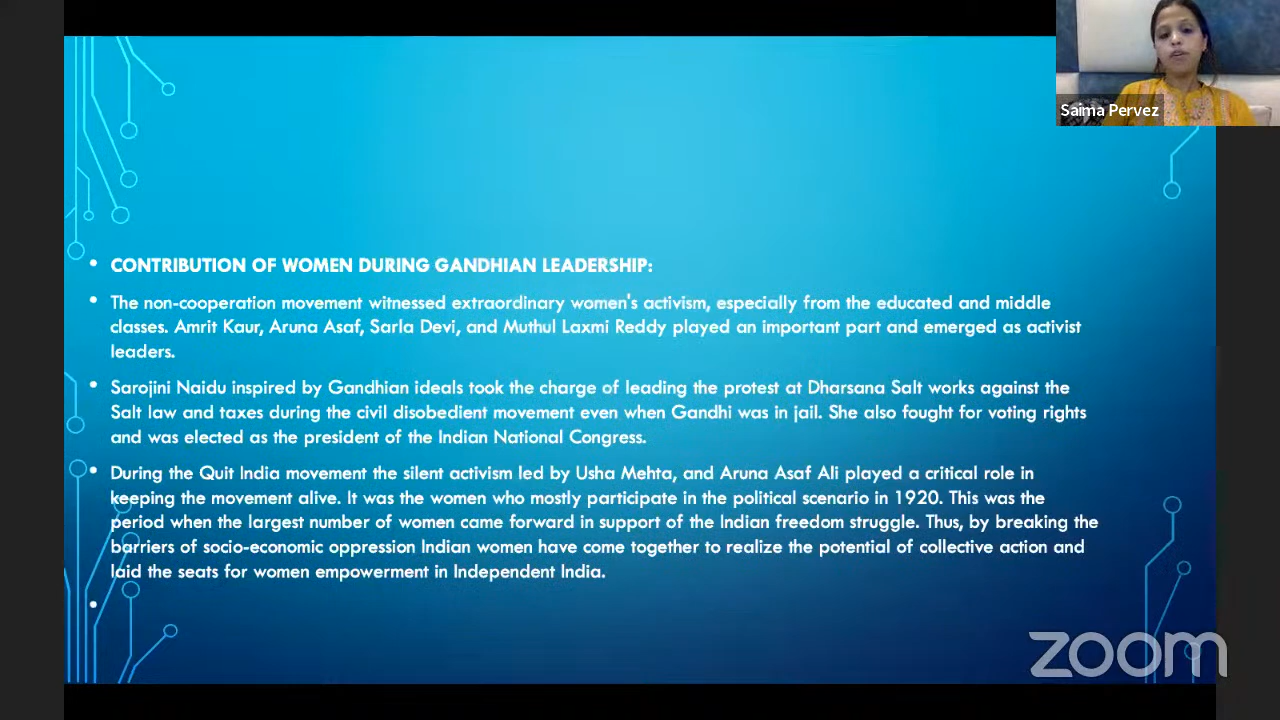 Saima Pervez
• CONTRIBUTION OF WOMEN DURING GANDHIAN LEADERSHIP:
• The non-cooperation movement witnessed extraordinary women's activism, especially from the educated and middle
classes. Amrit Kaur, Aruna Asaf, Sarla Devi, and Muthul Laxmi Reddy played an important part and emerged as activist
leaders.
• Sarojini Naidu inspired by Gandhian ideals took the charge of leading the protest at Dharsana Salt works against the
Salt law and taxes during the civil disobedient movement even when Gandhi was in jail. She also fought for voting rights
and was elected as the president of the Indian National Congress.
• During the Quit India movement the silent activism led by Usha Mehta, and Aruna Asaf Ali played a critical role in
keeping the movement alive. It was the women who mostly participate in the political scenario in 1920. This was the
period when the largest number of women came forward in support of the Indian freedom struggle. Thus, by breaking the
barriers of socio-economic oppression Indian women have come together to realize the potential of collective action and
laid the seats for women empowerment in Independent India.
•
zoom